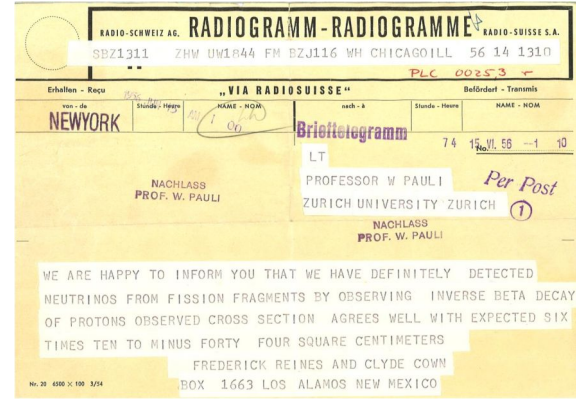 RADIO-SCHWEIZ AG. RADIOGRAMM-RADIOGRAMME RADIO-SUISSE S.A.
SBZ1311 ZHW UW1844 FM BZJ116 WH CHICAGOILL 56 14 1310
PLC 0025,3
Erhalten - Reçu „VIA RADIOSUISSE“ Befördert - Transmis
von - de Stunde - Heure NAME - NOM nach - à Stunde - Heure NAME - NOM
NEWYORK
Brieftelegramm
74 15.VI.56 --1 10
No.
LT
PROFESSOR W PAULI
Per Post
ZURICH UNIVERSITY ZURICH
1
NACHLASS
PROF. W. PAULI
NACHLASS
PROF. W. PAULI
WE ARE HAPPY TO INFORM YOU THAT WE HAVE DEFINITELY DETECTED
NEUTRINOS FROM FISSION FRAGMENTS BY OBSERVING INVERSE BETA DECAY
OF PROTONS OBSERVED CROSS SECTION AGREES WELL WITH EXPECTED SIX
TIMES TEN TO MINUS FORTY FOUR SQUARE CENTIMETERS
FREDERICK REINES AND CLYDE COWN
Nr. 20 6500 × 100 3/54
BOX 1663 LOS ALAMOS NEW MEXICO